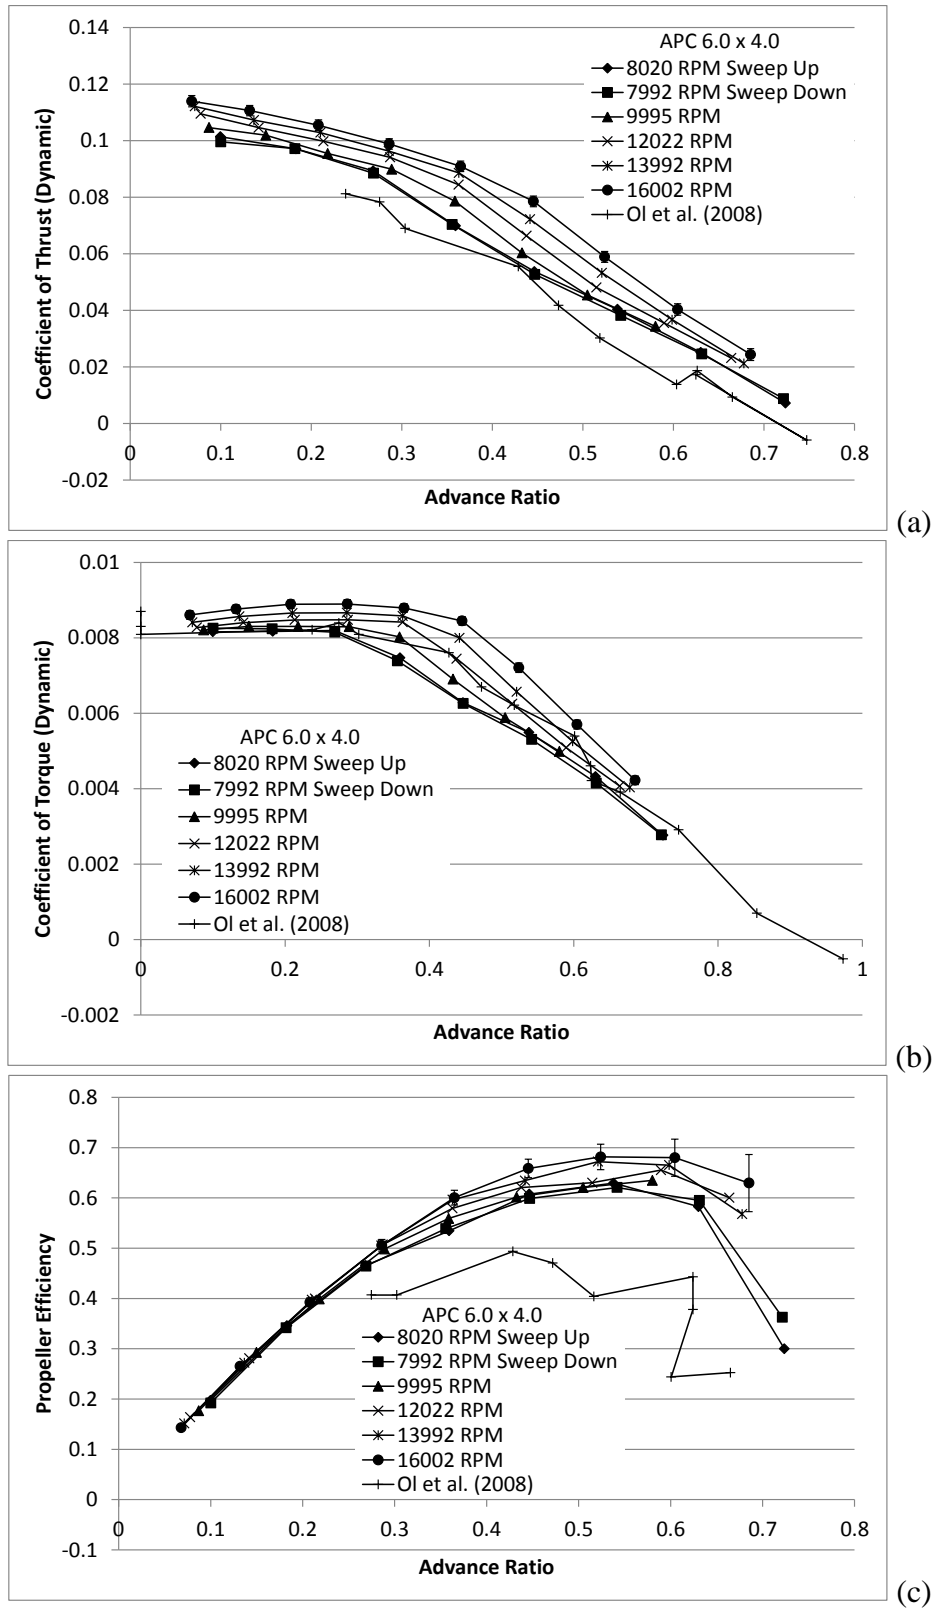 0.14
0.12
0.1
0.08
0.06
0.04
0.02
0
-0.02
Coefficient of Thrust (Dynamic)
APC 6.0 x 4.0
8020 RPM Sweep Up
7992 RPM Sweep Down
9995 RPM
12022 RPM
13992 RPM
16002 RPM
Ol et al. (2008)
0 0.1 0.2 0.3 0.4 0.5 0.6 0.7 0.8
Advance Ratio
(a)
0.01
0.008
0.006
0.004
0.002
0
-0.002
Coefficient of Torque (Dynamic)
APC 6.0 x 4.0
8020 RPM Sweep Up
7992 RPM Sweep Down
9995 RPM
12022 RPM
13992 RPM
16002 RPM
Ol et al. (2008)
0 0.2 0.4 0.6 0.8 1
Advance Ratio
(b)
0.8
0.7
0.6
0.5
0.4
0.3
0.2
0.1
0
-0.1
Propeller Efficiency
APC 6.0 x 4.0
8020 RPM Sweep Up
7992 RPM Sweep Down
9995 RPM
12022 RPM
13992 RPM
16002 RPM
Ol et al. (2008)
0 0.1 0.2 0.3 0.4 0.5 0.6 0.7 0.8
Advance Ratio
(c)